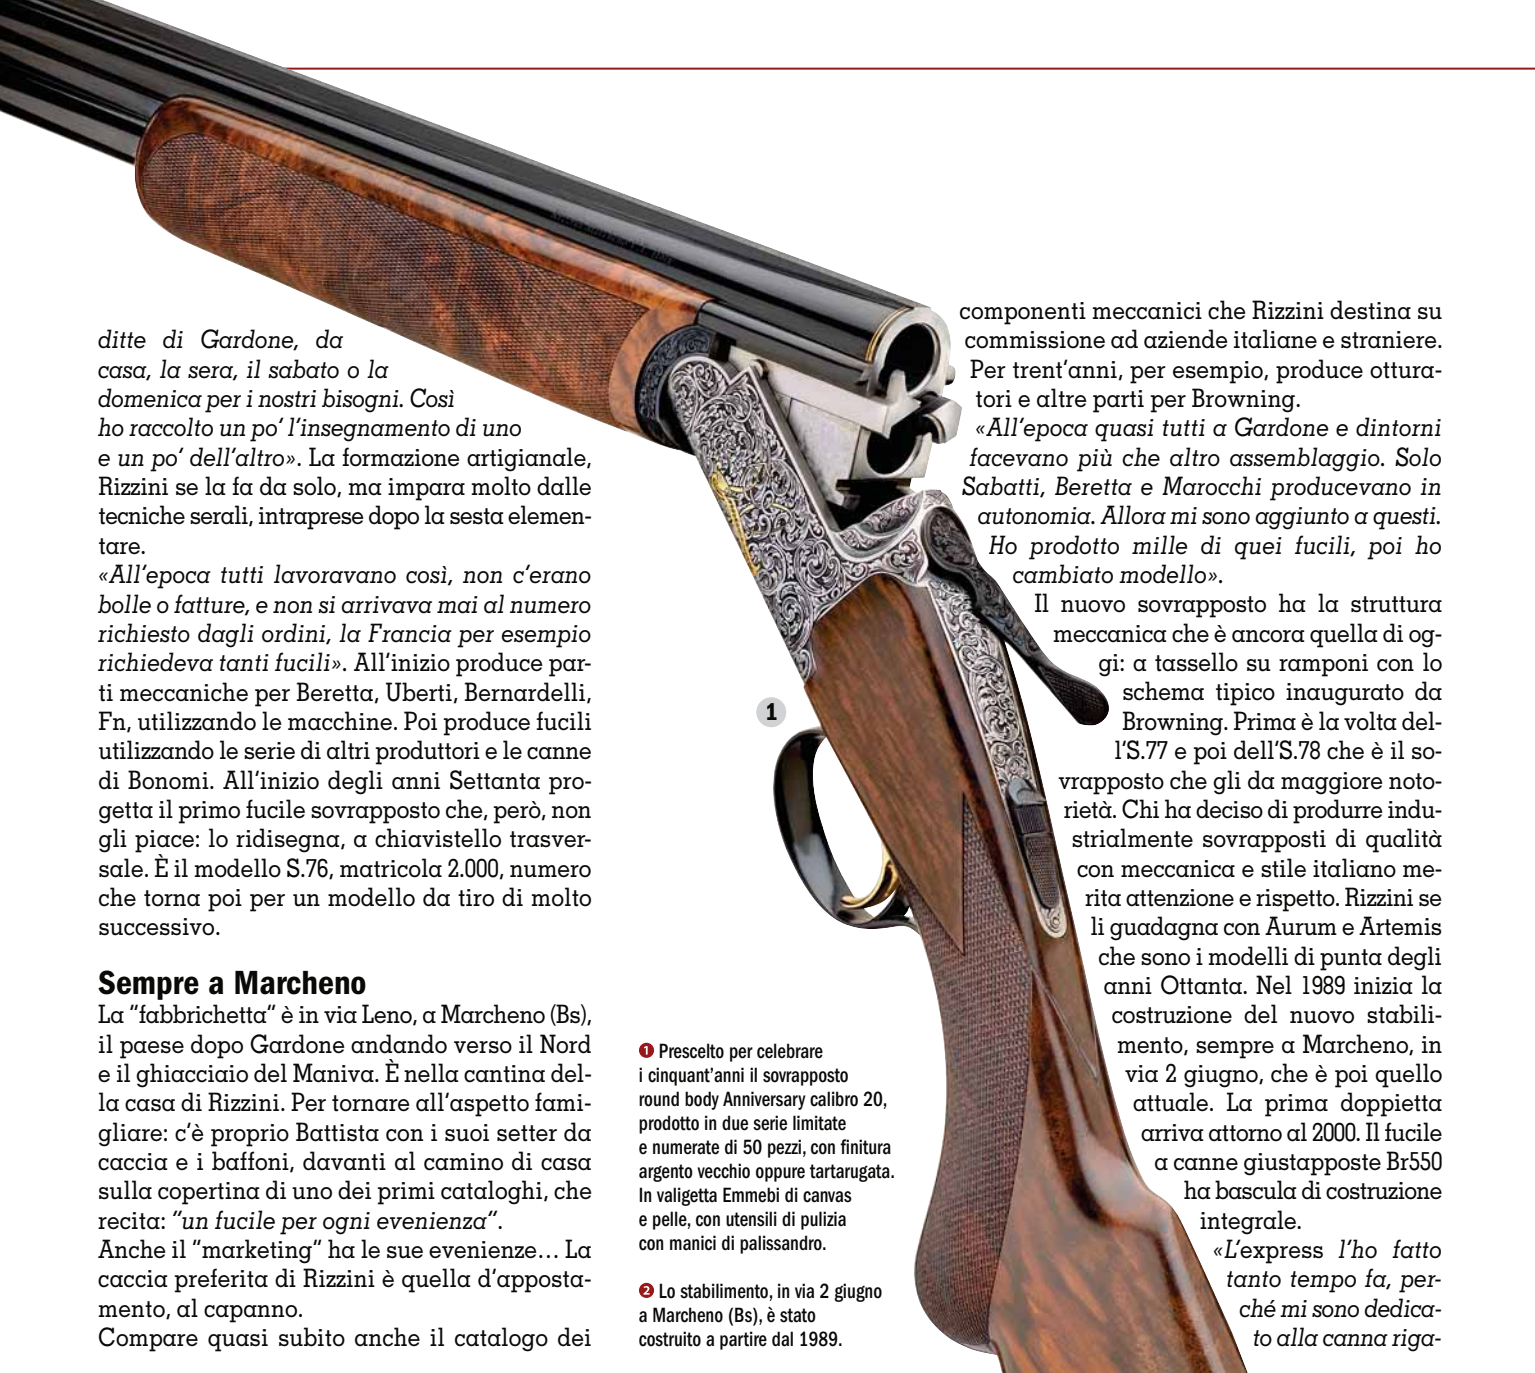 ditte di Gardone, da
casa, la sera, il sabato o la
domenica per i nostri bisogni. Così
ho raccolto un po’ l’insegnamento di uno
e un po’ dell’altro». La formazione artigianale,
Rizzini se la fa da solo, ma impara molto dalle
tecniche serali, intraprese dopo la sesta elemen-
tare.
«All’epoca tutti lavoravano così, non c’erano
bolle o fatture, e non si arrivava mai al numero
richiesto dagli ordini, la Francia per esempio
richiedeva tanti fucili». All’inizio produce par-
ti meccaniche per Beretta, Uberti, Bernardelli,
Fn, utilizzando le macchine. Poi produce fucili
utilizzando le serie di altri produttori e le canne
di Bonomi. All’inizio degli anni Settanta pro-
getta il primo fucile sovrapposto che, però, non
gli piace: lo ridisegna, a chiavistello trasver-
sale. È il modello S.76, matricola 2.000, numero
che torna poi per un modello da tiro di molto
successivo.
Sempre a Marcheno
La “fabbrichetta” è in via Leno, a Marcheno (Bs),
il paese dopo Gardone andando verso il Nord
e il ghiacciaio del Maniva. È nella cantina del-
la casa di Rizzini. Per tornare all’aspetto fami-
gliare: c’è proprio Battista con i suoi setter da
caccia e i baffoni, davanti al camino di casa
sulla copertina di uno dei primi cataloghi, che
recita: “un fucile per ogni evenienza”.
Anche il “marketing” ha le sue evenienze… La
caccia preferita di Rizzini è quella d’apposta-
mento, al capanno.
Compare quasi subito anche il catalogo dei
1
1 Prescelto per celebrare
i cinquant’anni il sovrapposto
round body Anniversary calibro 20,
prodotto in due serie limitate
e numerate di 50 pezzi, con finitura
argento vecchio oppure tartarugata.
In valigetta Emmebi di canvas
e pelle, con utensili di pulizia
con manici di palissandro.
2 Lo stabilimento, in via 2 giugno
a Marcheno (Bs), è stato
costruito a partire dal 1989.
componenti meccanici che Rizzini destina su
commissione ad aziende italiane e straniere.
Per trent’anni, per esempio, produce ottura-
tori e altre parti per Browning.
«All’epoca quasi tutti a Gardone e dintorni
facevano più che altro assemblaggio. Solo
Sabatti, Beretta e Marocchi producevano in
autonomia. Allora mi sono aggiunto a questi.
Ho prodotto mille di quei fucili, poi ho
cambiato modello».
Il nuovo sovrapposto ha la struttura
meccanica che è ancora quella di og-
gi: a tassello su ramponi con lo
schema tipico inaugurato da
Browning. Prima è la volta del-
l’S.77 e poi dell’S.78 che è il so-
vrapposto che gli da maggiore noto-
rietà. Chi ha deciso di produrre indu-
strialmente sovrapposti di qualità
con meccanica e stile italiano me-
rita attenzione e rispetto. Rizzini se
li guadagna con Aurum e Artemis
che sono i modelli di punta degli
anni Ottanta. Nel 1989 inizia la
costruzione del nuovo stabili-
mento, sempre a Marcheno, in
via 2 giugno, che è poi quello
attuale. La prima doppietta
arriva attorno al 2000. Il fucile
a canne giustapposte Br550
ha bascula di costruzione
integrale.
«L’express l’ho fatto
tanto tempo fa, per-
ché mi sono dedica-
to alla canna riga-